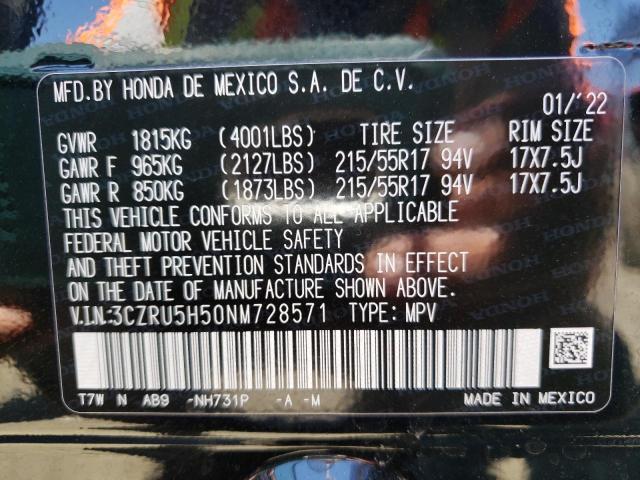 MFD.BY HONDA DE MEXICO S.A. DE C.V.
01/'22
GVWR 1815KG (4001LBS) TIRE SIZE RIM SIZE
GAWR F 965KG (2127LBS) 215/55R17 94V 17X7.5J
GAWR R 850KG (1873LBS) 215/55R17 94V 17X7.5J
THIS VEHICLE CONFORMS TO ALL APPLICABLE
FEDERAL MOTOR VEHICLE SAFETY
AND THEFT PREVENTION STANDARDS IN EFFECT
ON THE DATE OF MANUFACTURE SHOWN ABOVE.
V.I.N:3CZRU5H50NM728571 TYPE: MPV
T7W N AB9 -NH731P -A -M MADE IN MEXICO